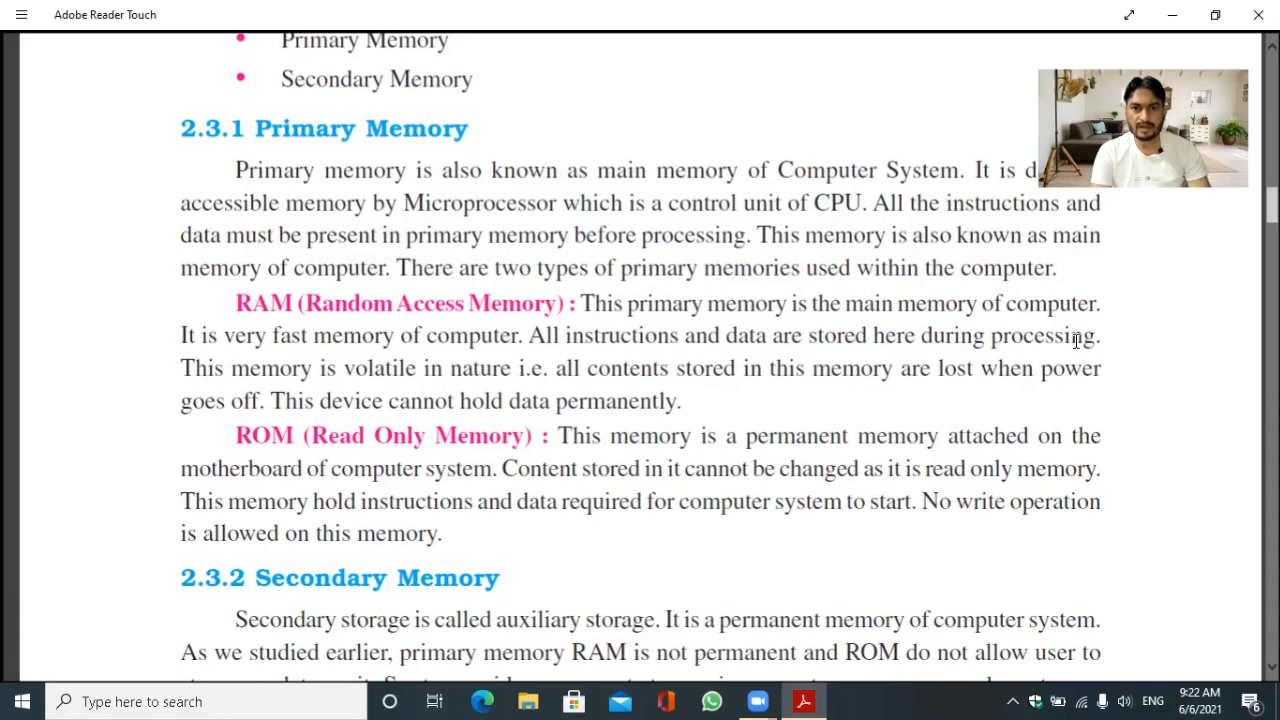 Adobe Reader Touch
Primary Memory
Secondary Memory
2.3.1 Primary Memory
Primary memory is also known as main memory of Computer System. It is
accessible memory by Microprocessor which is a control unit of CPU. All the instructions and
data must be present in primary memory before processing. This memory is also known as main
memory of computer. There are two types of primary memories used within the computer.
RAM (Random Access Memory) : This primary memory is the main memory of computer.
It is very fast memory of computer. All instructions and data are stored here during processing.
This memory is volatile in nature i.e. all contents stored in this memory are lost when power
goes off. This device cannot hold data permanently.
ROM (Read Only Memory) : This memory is a permanent memory attached on the
motherboard of computer system. Content stored in it cannot be changed as it is read only memory.
This memory hold instructions and data required for computer system to start. No write operation
is allowed on this memory.
2.3.2 Secondary Memory
Secondary storage is called auxiliary storage. It is a permanent memory of computer system.
As we studied earlier, primary memory RAM is not permanent and ROM do not allow user to
Type here to search
ENG
9:22 AM
6/6/2021
6